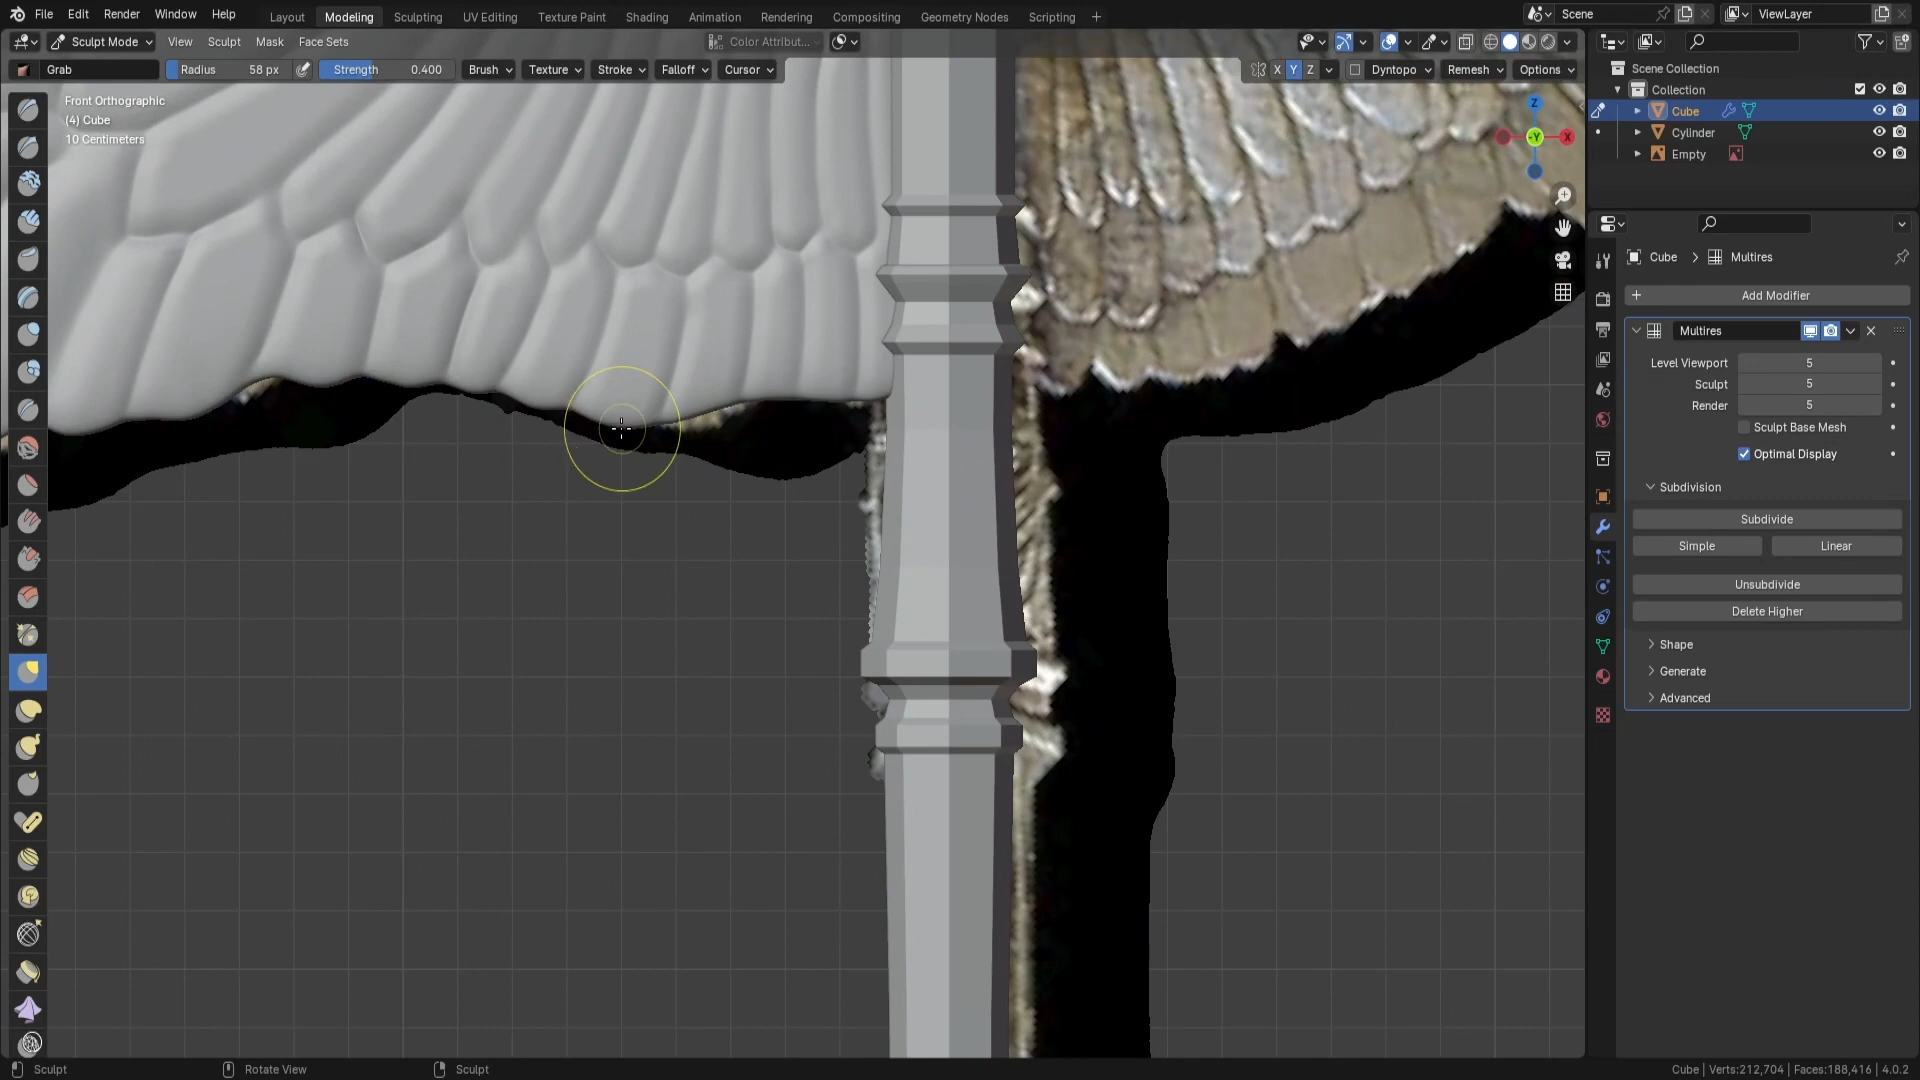 File Edit Render Window Help Layout Modeling Sculpting UV Editing Texture Paint Shading Animation Rendering Compositing Geometry Nodes Scripting + Scene ViewLayer
Sculpt Mode View Sculpt Mask Face Sets Color Attribut...
Grab Radius 58 px Strength 0.400 Brush Texture Stroke Falloff Cursor X Y Z Dyntopo Remesh Options
Front Orthographic
(4) Cube
10 Centimeters
Z
-Y
X
Scene Collection
Collection
Cube
Cylinder
Empty
Cube > Multires
+ Add Modifier
Multires
Level Viewport 5
Sculpt 5
Render 5
Sculpt Base Mesh
Optimal Display
Subdivision
Subdivide
Simple Linear
Unsubdivide
Delete Higher
Shape
Generate
Advanced
Sculpt Rotate View Sculpt Cube | Verts:212,704 | Faces:188,416 | 4.0.2